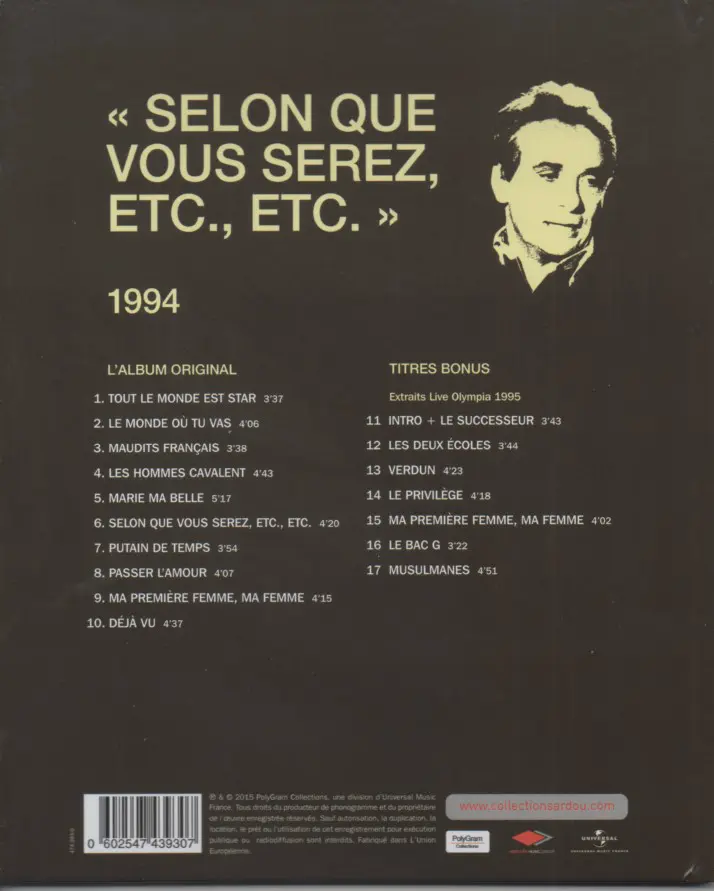 « SELON QUE
VOUS SEREZ,
ETC., ETC. »
1994
L'ALBUM ORIGINAL
1. TOUT LE MONDE EST STAR 3'37
2. LE MONDE OÙ TU VAS 4'06
3. MAUDITS FRANÇAIS 3'38
4. LES HOMMES CAVALENT 4'43
5. MARIE MA BELLE 5'17
6. SELON QUE VOUS SEREZ, ETC., ETC. 4'20
7. PUTAIN DE TEMPS 3'54
8. PASSER L'AMOUR 4'07
9. MA PREMIÈRE FEMME, MA FEMME 4'15
10. DÉJÀ VU 4'37
TITRES BONUS
Extraits Live Olympia 1995
11 INTRO + LE SUCCESSEUR 3'43
12 LES DEUX ÉCOLES 3'44
13 VERDUN 4'23
14 LE PRIVILÈGE 4'18
15 MA PREMIÈRE FEMME, MA FEMME 4'02
16 LE BAC G 3'22
17 MUSULMANES 4'51
0 602547 439307
℗ & © 2015 PolyGram Collections, une division d'Universal Music
France. Tous droits du producteur de phonogramme et du propriétaire
de l'œuvre enregistrée réservés. Sauf autorisation, la duplication, la
location, le prêt ou l'utilisation de cet enregistrement pour exécution
publique ou radiodiffusion sont interdits. Fabriqué dans L'Union
Européenne.
www.collectionsardou.com
PolyGram
Collections
UNIVERSAL